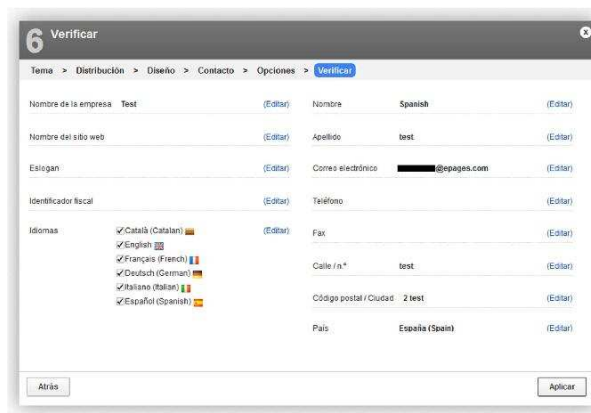 6 Verificar
Tema > Distribución > Diseño > Contacto > Opciones > Verificar
Nombre de la empresa Test (Editar)
Nombre del sitio web (Editar)
Eslogan (Editar)
Identificador fiscal (Editar)
Idiomas Català (Catalan) (Editar)
English
Français (French)
Deutsch (German)
Italiano (Italian)
Español (Spanish)
Nombre Spanish (Editar)
Apellido test (Editar)
Correo electrónico @epages.com (Editar)
Teléfono (Editar)
Fax (Editar)
Calle / n.º test (Editar)
Código postal / Ciudad 2 test (Editar)
País España (Spain) (Editar)
Atrás
Aplicar